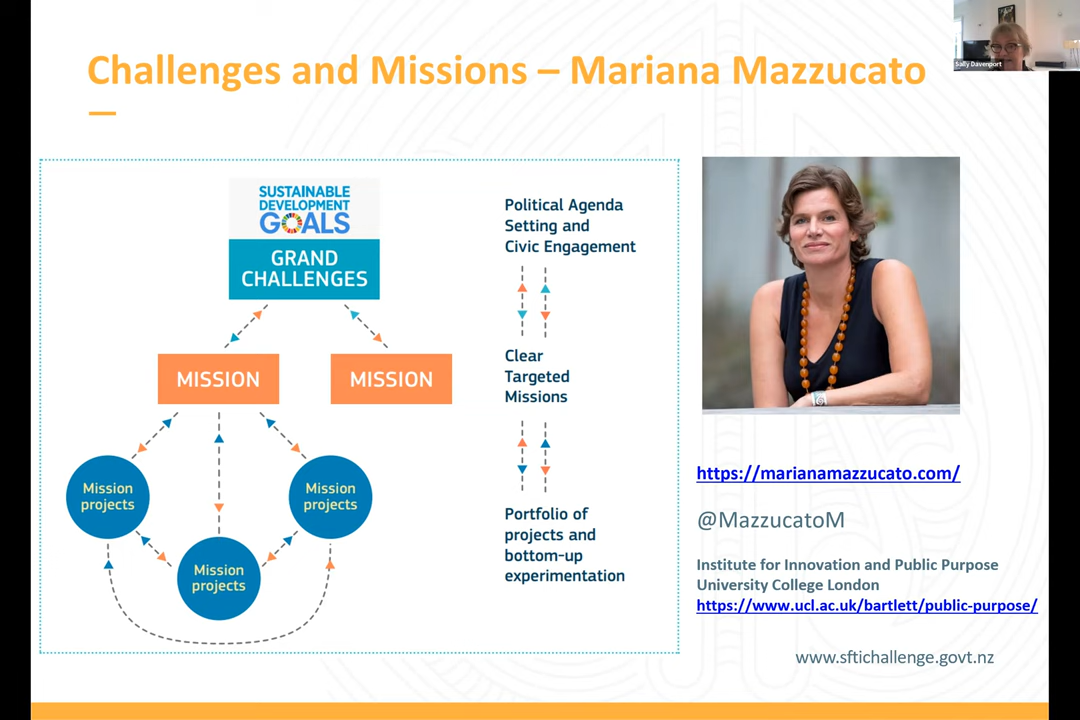 Challenges and Missions – Mariana Mazzucato
Sally Davenport
SUSTAINABLE
DEVELOPMENT
GOALS
GRAND
CHALLENGES
MISSION
MISSION
Mission
projects
Mission
projects
Mission
projects
Political Agenda
Setting and
Civic Engagement
Clear
Targeted
Missions
Portfolio of
projects and
bottom-up
experimentation
https://marianamazzucato.com/
@MazzucatoM
Institute for Innovation and Public Purpose
University College London
https://www.ucl.ac.uk/bartlett/public-purpose/
www.sftichallenge.govt.nz